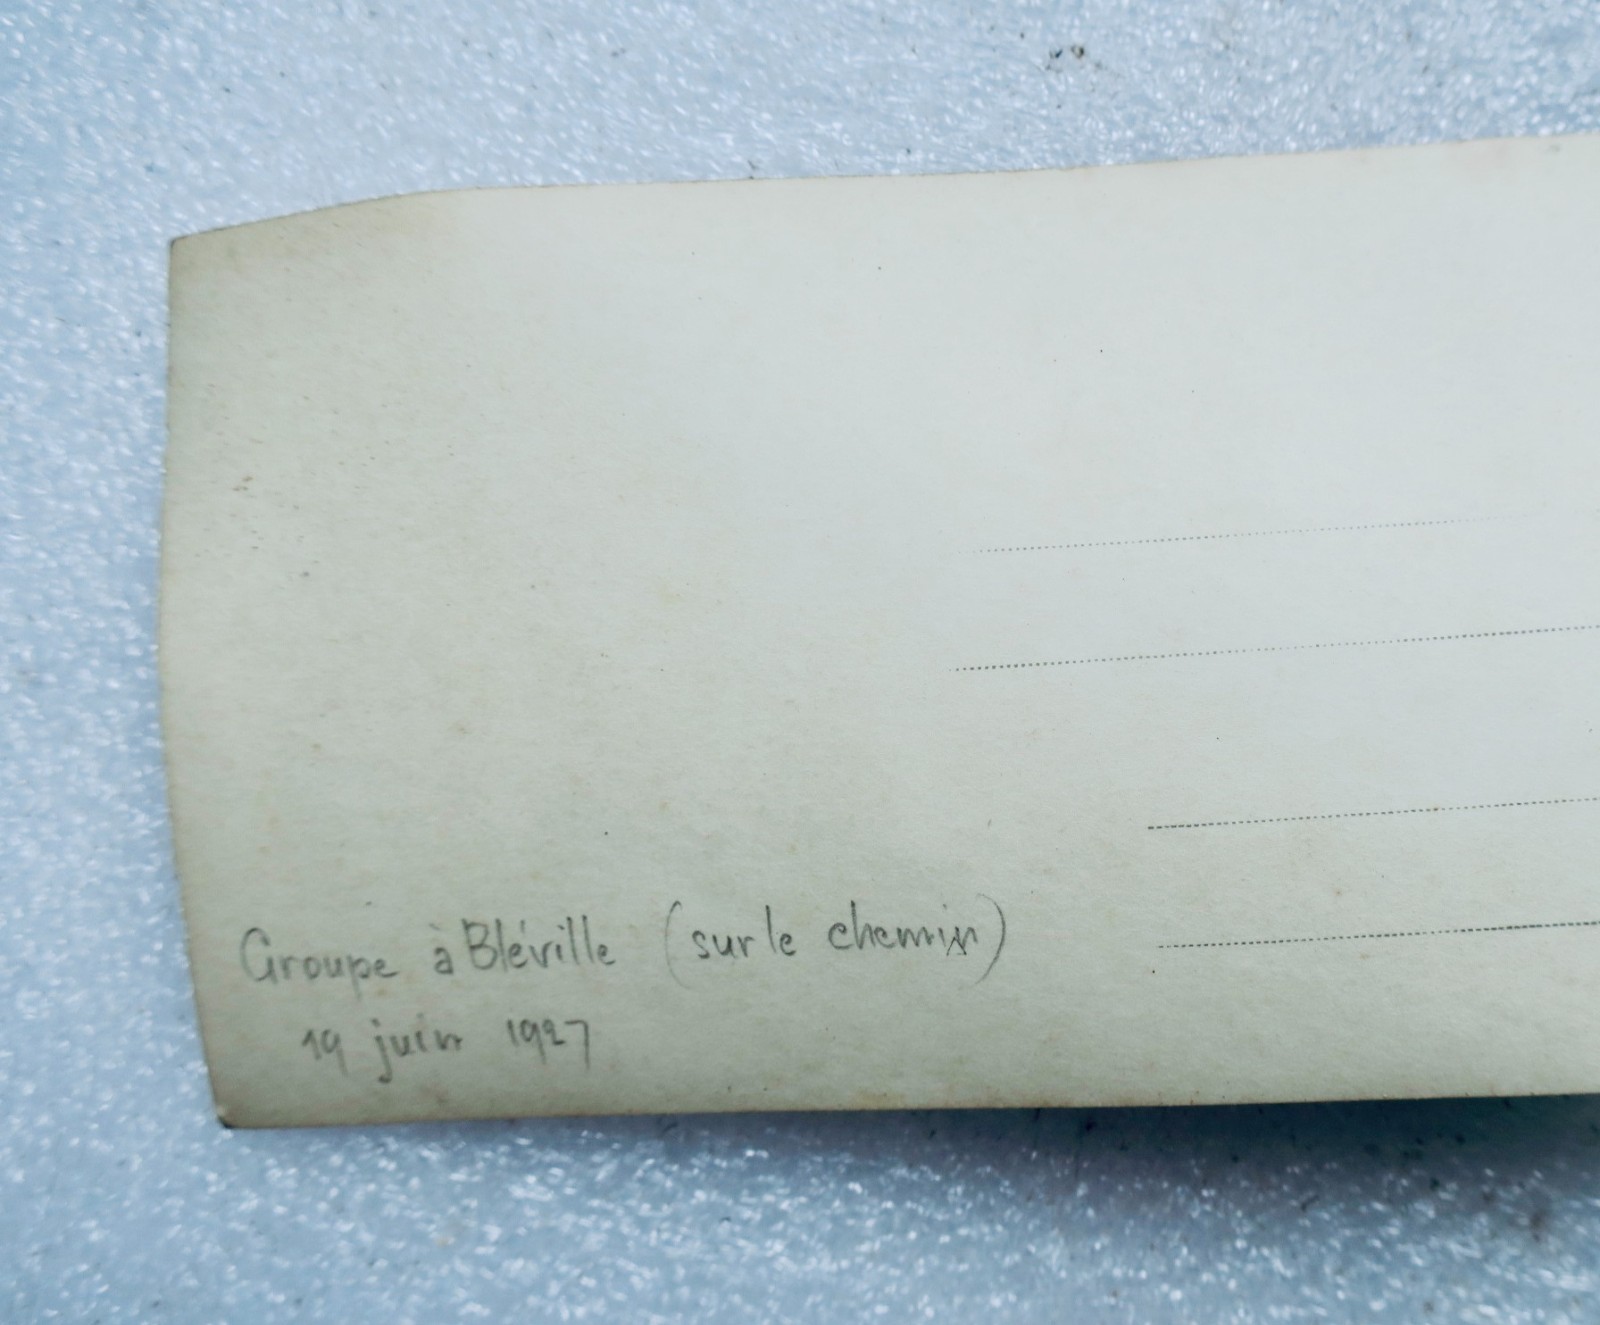 Groupe à Bléville (sur le chemin)
19 juin 1927